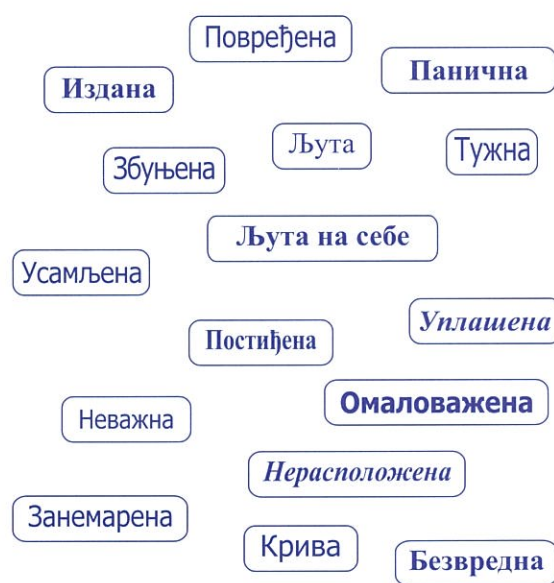 Повређена
Панична
Издана
Љута
Тужна
Збуњена
Љута на себе
Усамљена
Уплашена
Постиђена
Омаловажена
Неважна
Нерасположена
Занемарена
Крива
Безвредна